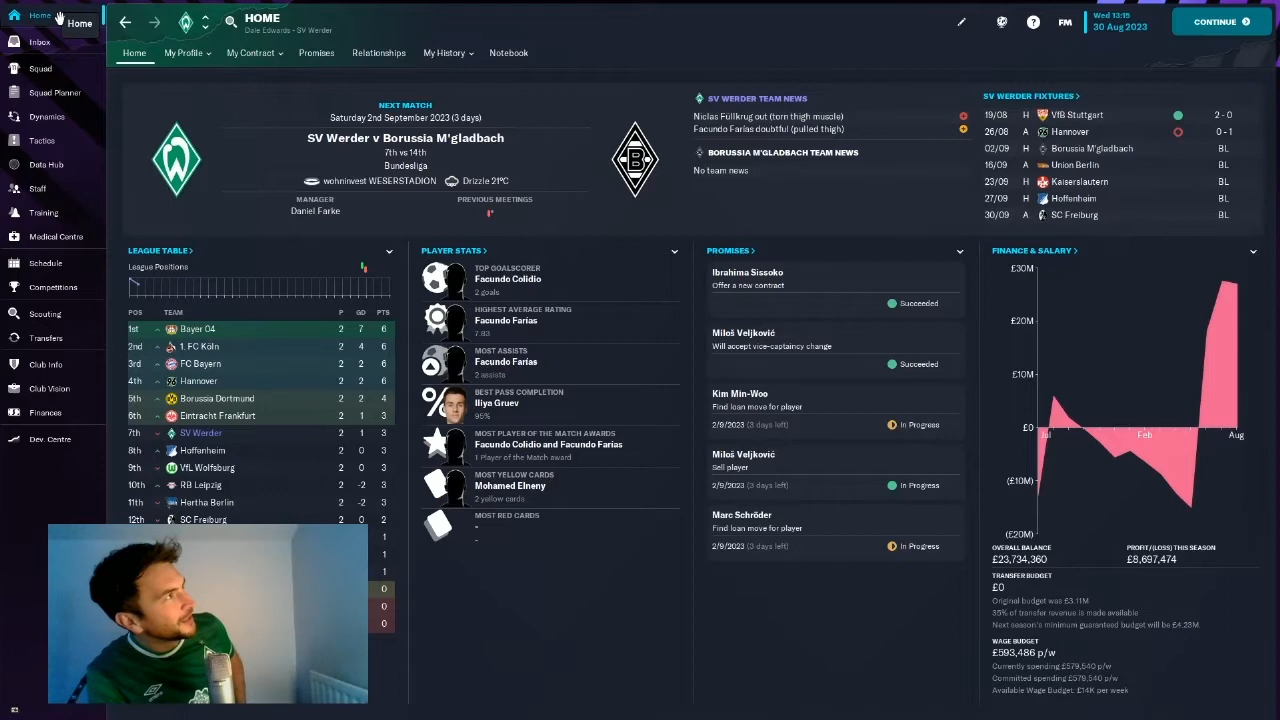 Home
Home
HOME
Dale Edwards - SV Werder
FM
Wed 13:15
30 Aug 2023
CONTINUE
Inbox
Squad
Squad Planner
Dynamics
Tactics
Data Hub
Staff
Training
Medical Centre
Schedule
Competitions
Scouting
Transfers
Club Info
Club Vision
Finances
Dev. Centre
Home My Profile My Contract Promises Relationships My History Notebook
NEXT MATCH
Saturday 2nd September 2023 (3 days)
SV Werder v Borussia M'gladbach
7th vs 14th
Bundesliga
wohninvest WESERSTADION Drizzle 21°C
MANAGER PREVIOUS MEETINGS
Daniel Farke
SV WERDER TEAM NEWS
Niclas Füllkrug out (torn thigh muscle)
Facundo Farías doubtful (pulled thigh)
BORUSSIA M'GLADBACH TEAM NEWS
No team news
SV WERDER FIXTURES >
19/08 H VfB Stuttgart 2 - 0
26/08 A Hannover 0 - 1
02/09 H Borussia M'gladbach BL
16/09 A Union Berlin BL
23/09 H Kaiserslautern BL
27/09 H Hoffenheim BL
30/09 A SC Freiburg BL
LEAGUE TABLE >
League Positions
POS TEAM P GD PTS
1st Bayer 04 2 7 6
2nd 1. FC Köln 2 4 6
3rd FC Bayern 2 2 6
4th Hannover 2 2 6
5th Borussia Dortmund 2 2 4
6th Eintracht Frankfurt 2 1 3
7th SV Werder 2 1 3
8th Hoffenheim 2 0 3
9th VfL Wolfsburg 2 0 3
10th RB Leipzig 2 -2 3
11th Hertha Berlin 2 -2 3
12th SC Freiburg 2 0 2
1
1
1
0
0
0
PLAYER STATS >
TOP GOALSCORER
Facundo Colidio
2 goals
HIGHEST AVERAGE RATING
Facundo Farías
7.83
MOST ASSISTS
Facundo Farías
2 assists
BEST PASS COMPLETION
Iliya Gruev
95%
MOST PLAYER OF THE MATCH AWARDS
Facundo Colidio and Facundo Farías
1 Player of the Match award
MOST YELLOW CARDS
Mohamed Elneny
2 yellow cards
MOST RED CARDS
-
-
PROMISES >
Ibrahima Sissoko
Offer a new contract
Succeeded
Miloš Veljković
Will accept vice-captaincy change
Succeeded
Kim Min-Woo
Find loan move for player
2/9/2023 (3 days left) In Progress
Miloš Veljković
Sell player
2/9/2023 (3 days left) In Progress
Marc Schröder
Find loan move for player
2/9/2023 (3 days left) In Progress
FINANCE & SALARY >
£30M
£20M
£10M
£0
(£10M)
(£20M)
Jul Feb Aug
OVERALL BALANCE PROFIT/(LOSS) THIS SEASON
£23,734,360 £8,697,474
TRANSFER BUDGET
£0
Original budget was £3.11M
35% of transfer revenue is made available
Next season's minimum guaranteed budget will be £4.23M.
WAGE BUDGET
£593,486 p/w
Currently spending £579,540 p/w
Committed spending £579,540 p/w
Available Wage Budget: £14K per week